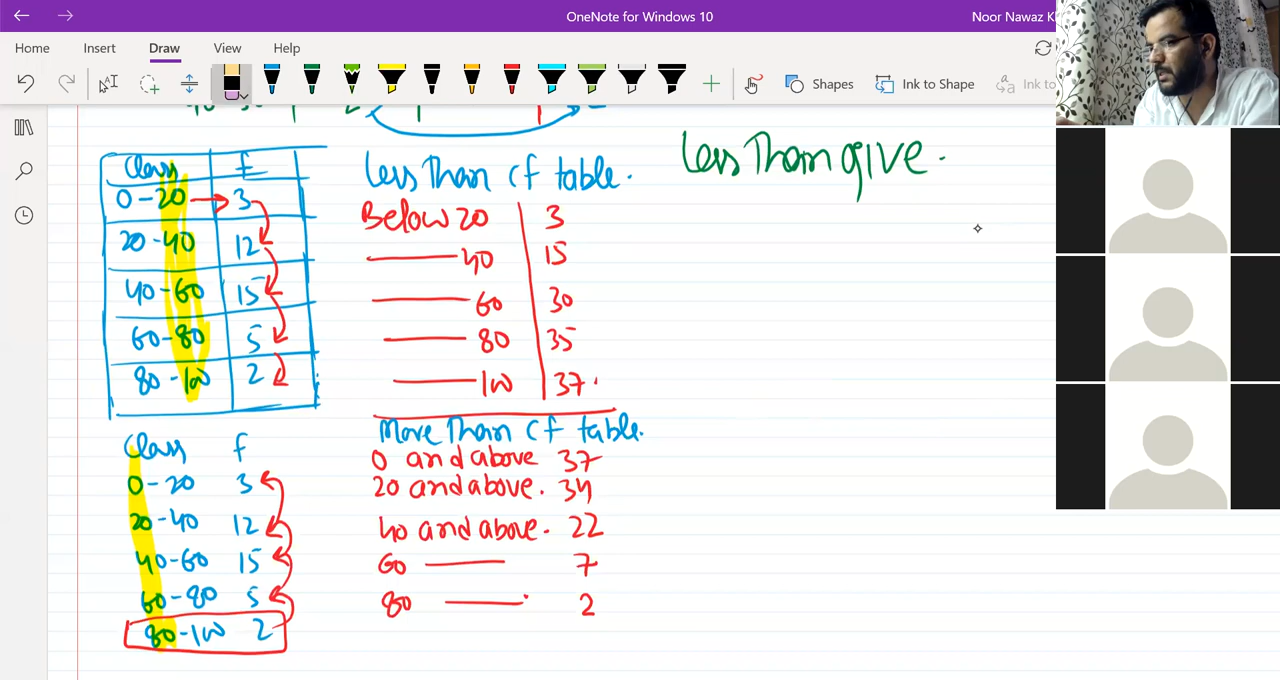 OneNote for Windows 10
Noor Nawaz K
Home Insert Draw View Help
Shapes Ink to Shape Ink to
Class f
0-20 3
20-40 12
40-60 15
60-80 5
80-100 2
Less Than cf table.
Below 20 3
40 15
60 30
80 35
100 37.
Less Than give.
Class f
0-20 3
20-40 12
40-60 15
60-80 5
80-100 2
More Than cf table.
0 and above 37
20 and above. 34
40 and above. 22
60 7
80 2